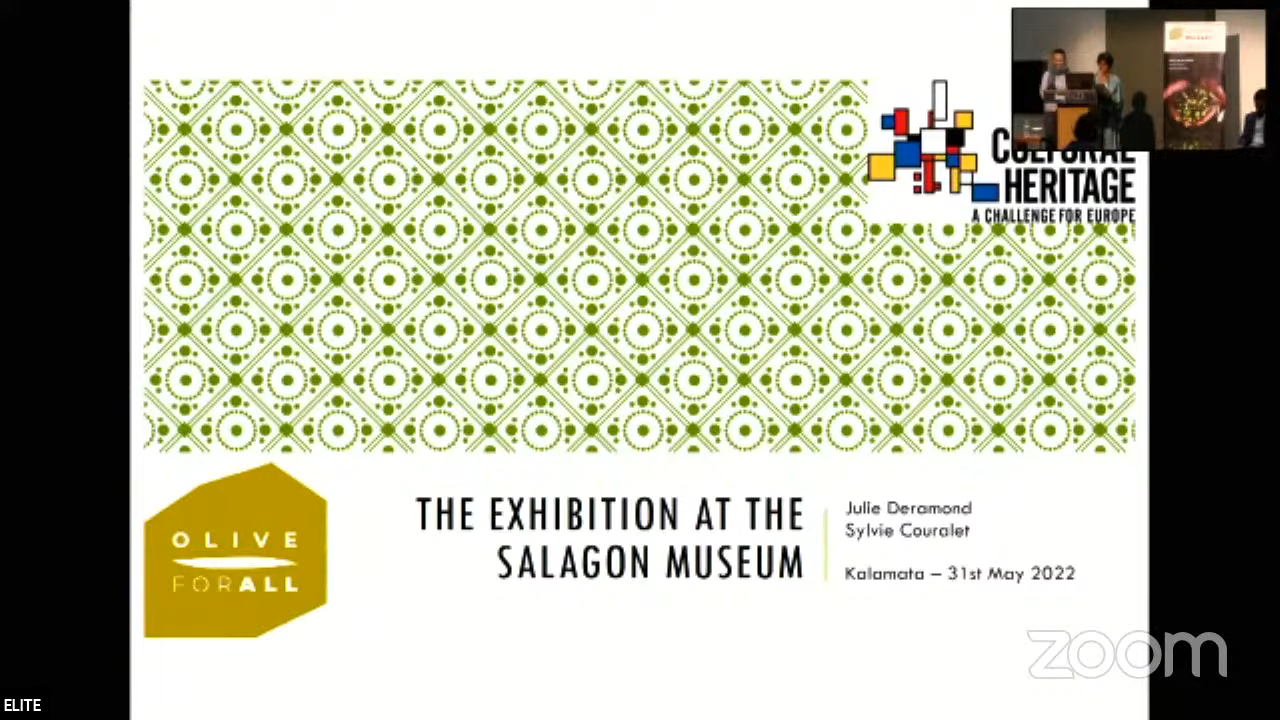 CULTURAL
HERITAGE
A CHALLENGE FOR EUROPE
OLIVE
FORALL
THE EXHIBITION AT THE
SALAGON MUSEUM
Julie Deramond
Sylvie Couralet
Kalamata – 31st May 2022
zoom
ELITE